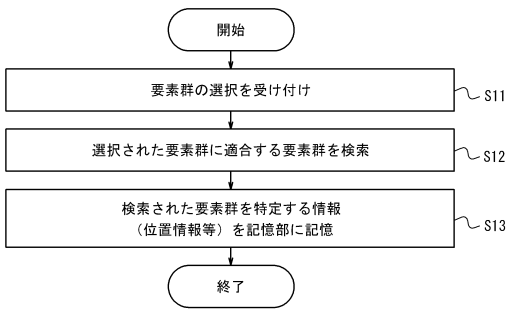 開始
要素群の選択を受け付け
S11
選択された要素群に適合する要素群を検索
S12
検索された要素群を特定する情報
（位置情報等）を記憶部に記憶
S13
終了